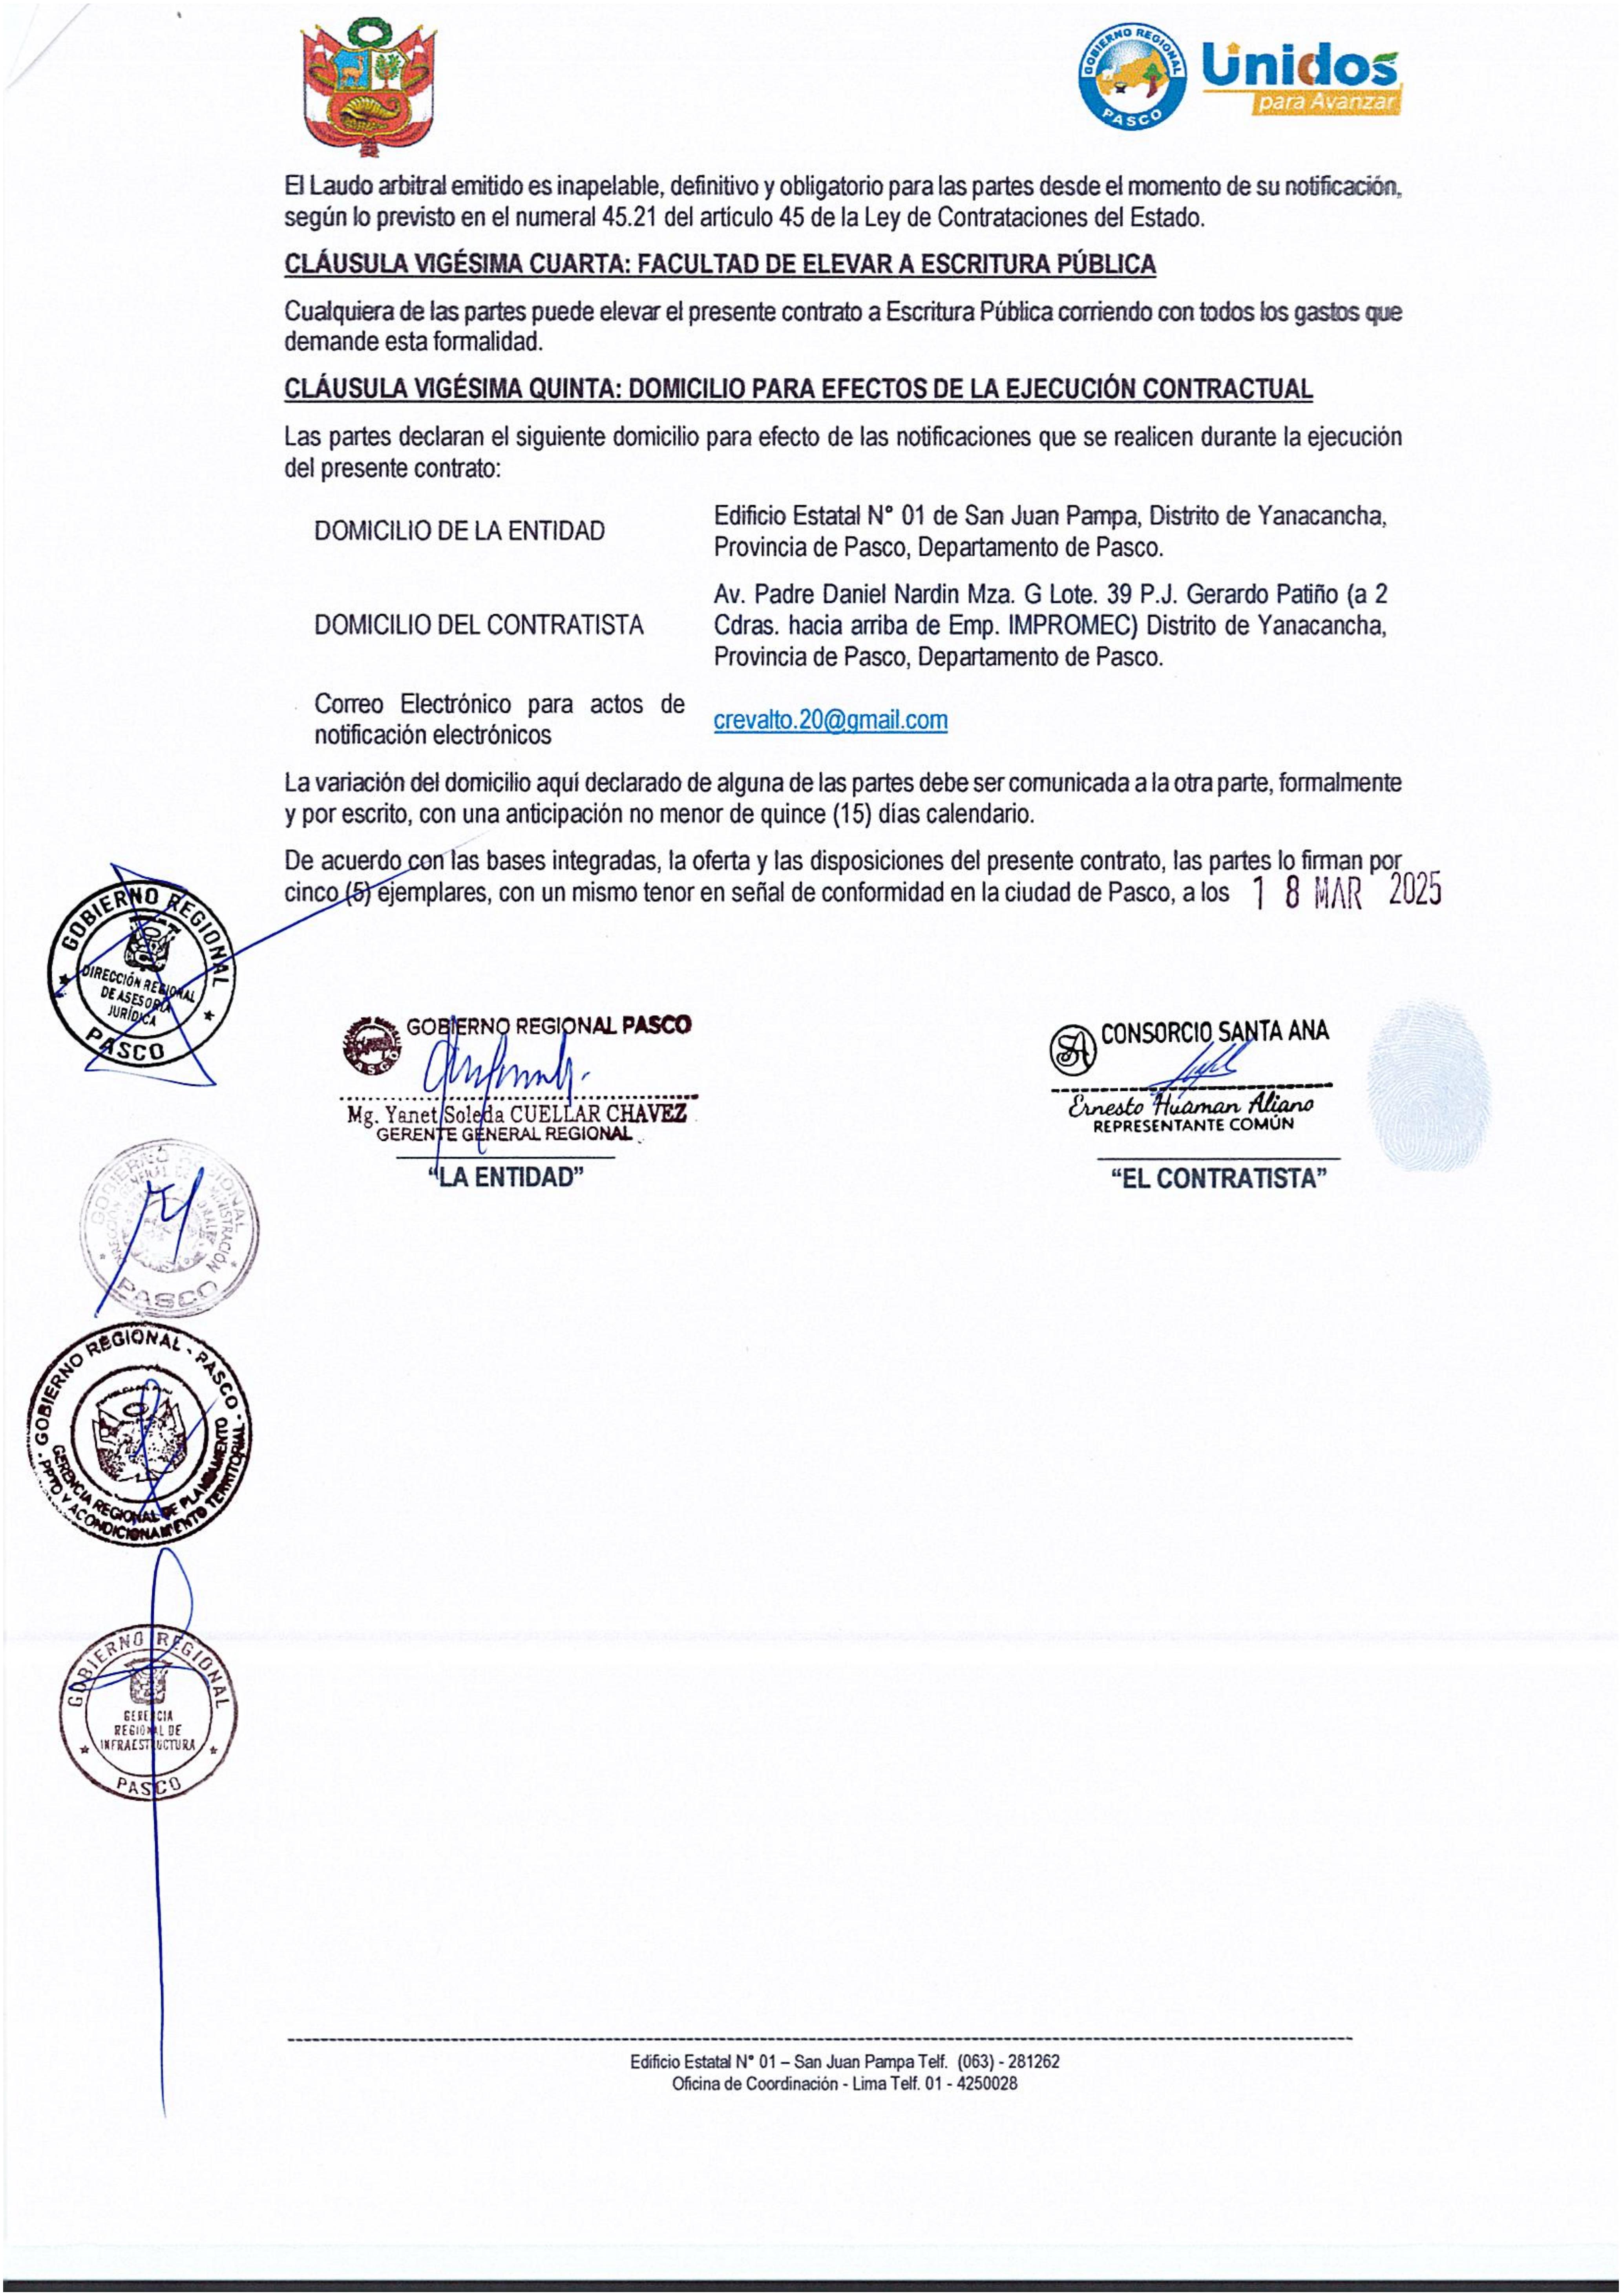 GOBIERNO REGIONAL
PASCO
Unidos
para Avanzar
El Laudo arbitral emitido es inapelable, definitivo y obligatorio para las partes desde el momento de su notificación,
según lo previsto en el numeral 45.21 del artículo 45 de la Ley de Contrataciones del Estado.
CLÁUSULA VIGÉSIMA CUARTA: FACULTAD DE ELEVAR A ESCRITURA PÚBLICA
Cualquiera de las partes puede elevar el presente contrato a Escritura Pública corriendo con todos los gastos que
demande esta formalidad.
CLÁUSULA VIGÉSIMA QUINTA: DOMICILIO PARA EFECTOS DE LA EJECUCIÓN CONTRACTUAL
Las partes declaran el siguiente domicilio para efecto de las notificaciones que se realicen durante la ejecución
del presente contrato:
DOMICILIO DE LA ENTIDAD
Edificio Estatal N° 01 de San Juan Pampa, Distrito de Yanacancha,
Provincia de Pasco, Departamento de Pasco.
DOMICILIO DEL CONTRATISTA
Av. Padre Daniel Nardin Mza. G Lote. 39 P.J. Gerardo Patiño (a 2
Cdras. hacia arriba de Emp. IMPROMEC) Distrito de Yanacancha,
Provincia de Pasco, Departamento de Pasco.
Correo Electrónico para actos de
notificación electrónicos
crevalto.20@gmail.com
La variación del domicilio aquí declarado de alguna de las partes debe ser comunicada a la otra parte, formalmente
y por escrito, con una anticipación no menor de quince (15) días calendario.
De acuerdo con las bases integradas, la oferta y las disposiciones del presente contrato, las partes lo firman por
cinco (5) ejemplares, con un mismo tenor en señal de conformidad en la ciudad de Pasco, a los 18 MAR 2025
GOBIERNO REGIONAL
DIRECCIÓN REGIONAL
DE ASESORÍA
JURÍDICA
PASCO
GOBIERNO REGIONAL PASCO
Mg. Yanet Soleda CUELLAR CHAVEZ
GERENTE GENERAL REGIONAL
"LA ENTIDAD"
SA
CONSORCIO SANTA ANA
Ernesto Huaman Aliano
REPRESENTANTE COMÚN
"EL CONTRATISTA"
GOBIERNO REGIONAL
PASCO
GOBIERNO REGIONAL - PASCO -
GERENCIA REGIONAL DE PLANEAMIENTO
PPTO Y ACONDICIONAMIENTO TERRITORIAL
GOBIERNO REGIONAL
GERENCIA
REGIONAL DE
INFRAESTRUCTURA
PASCO
Edificio Estatal N° 01 – San Juan Pampa Telf. (063) - 281262
Oficina de Coordinación - Lima Telf. 01 - 4250028